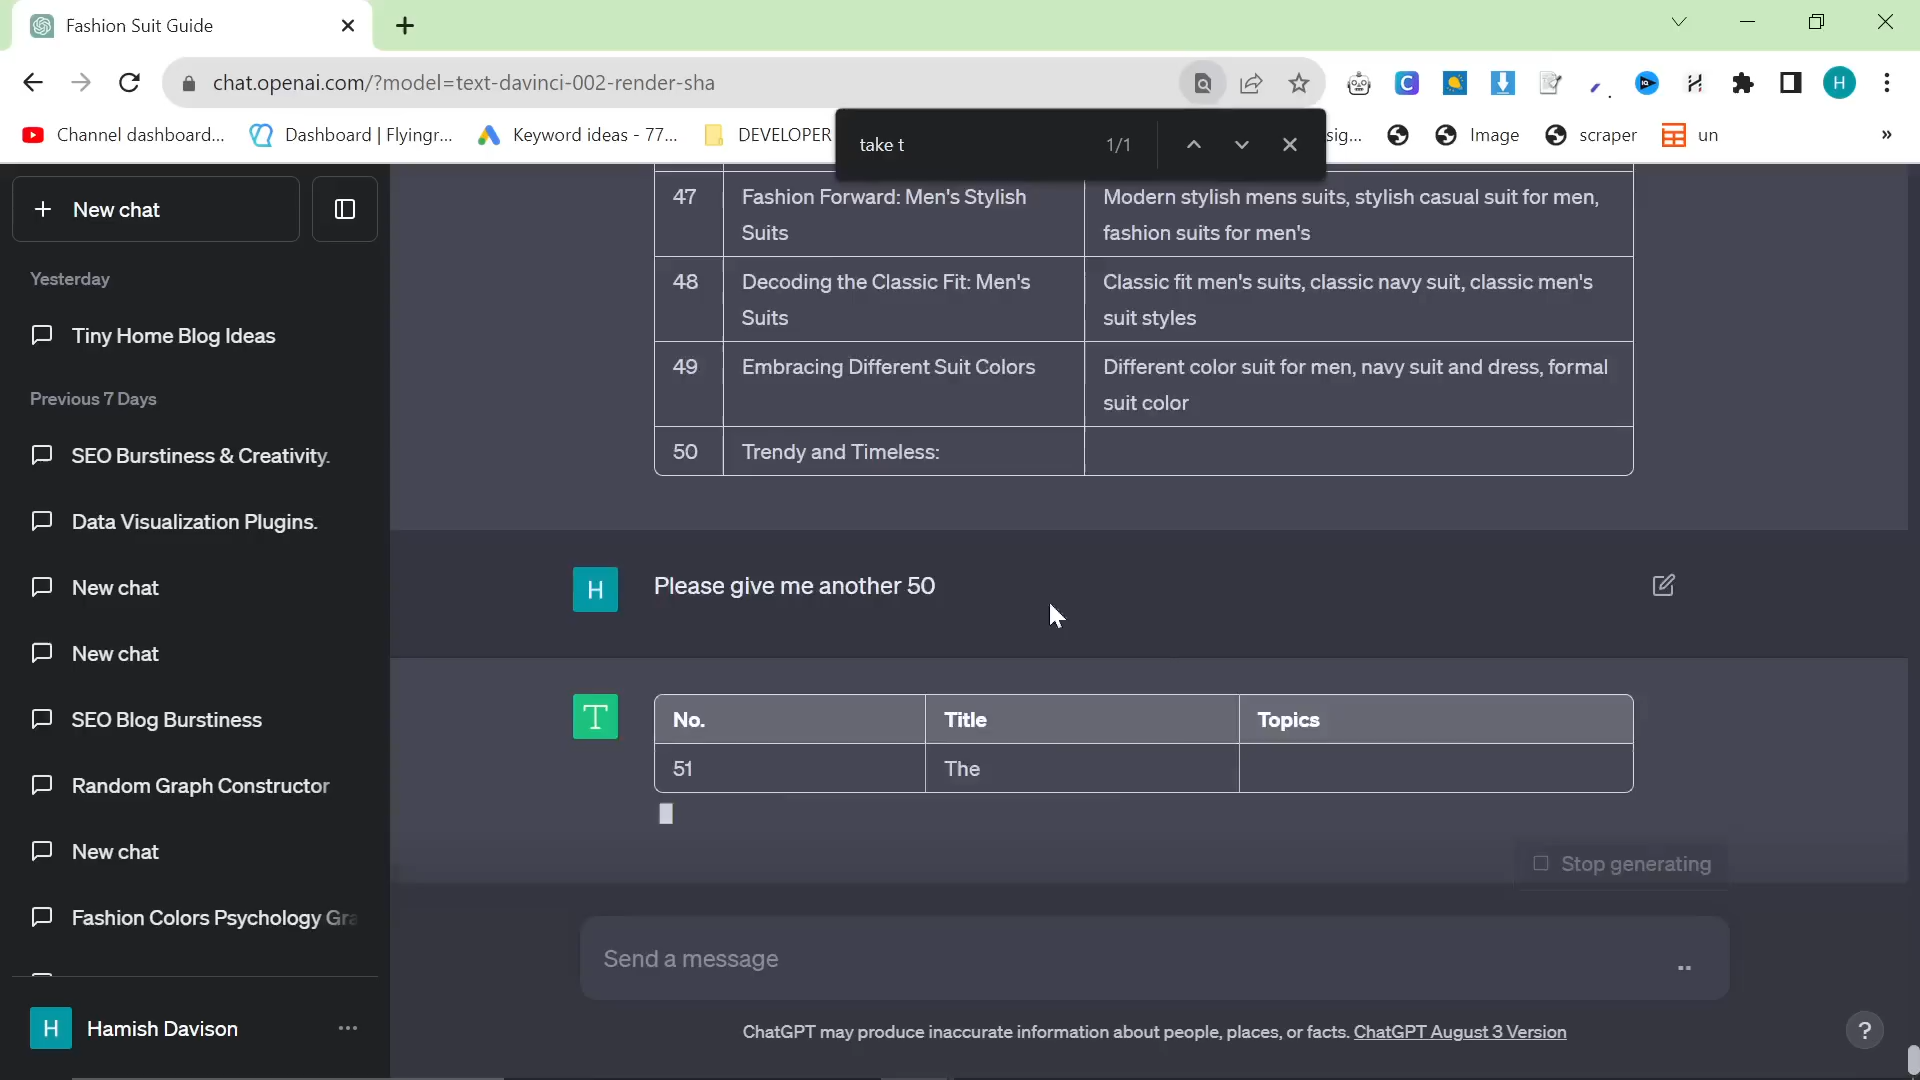 Fashion Suit Guide
chat.openai.com/?model=text-davinci-002-render-sha
H
Channel dashboard...
Dashboard | Flyingr...
Keyword ideas - 77...
DEVELOPER
sig...
Image
scraper
un
»
take t
1/1
New chat
Yesterday
Tiny Home Blog Ideas
Previous 7 Days
SEO Burstiness & Creativity.
Data Visualization Plugins.
New chat
New chat
SEO Blog Burstiness
Random Graph Constructor
New chat
Fashion Colors Psychology Gra
H
Hamish Davison
47
Fashion Forward: Men's Stylish
Suits
Modern stylish mens suits, stylish casual suit for men,
fashion suits for men's
48
Decoding the Classic Fit: Men's
Suits
Classic fit men's suits, classic navy suit, classic men's
suit styles
49
Embracing Different Suit Colors
Different color suit for men, navy suit and dress, formal
suit color
50
Trendy and Timeless:
H
Please give me another 50
T
No.
Title
Topics
51
The
Stop generating
Send a message
ChatGPT may produce inaccurate information about people, places, or facts. ChatGPT August 3 Version
?